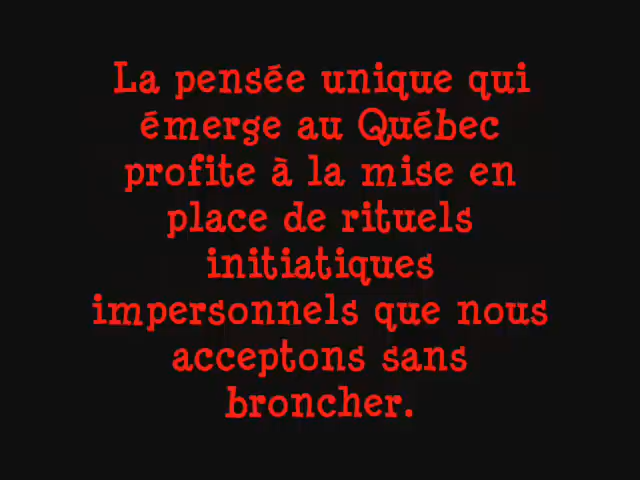 La pensée unique qui
émerge au Québec
profite à la mise en
place de rituels
initiatiques
impersonnels que nous
acceptons sans
broncher.